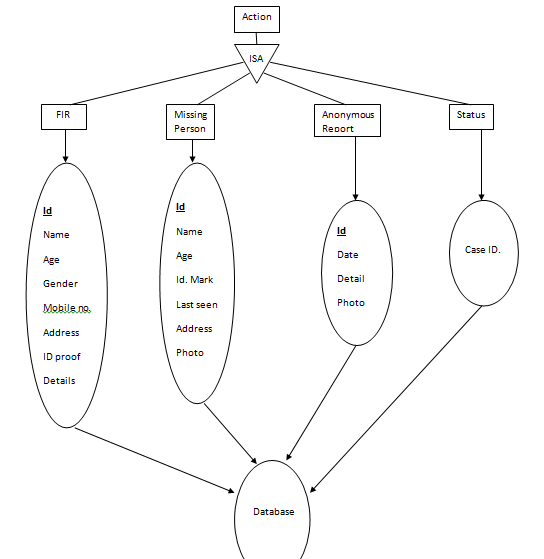 Action
ISA
FIR
Missing
Person
Anonymous
Report
Status
Id
Name
Age
Gender
Mobile no.
Address
ID proof
Details
Id
Name
Age
Id. Mark
Last seen
Address
Photo
Id
Date
Detail
Photo
Case ID.
Database